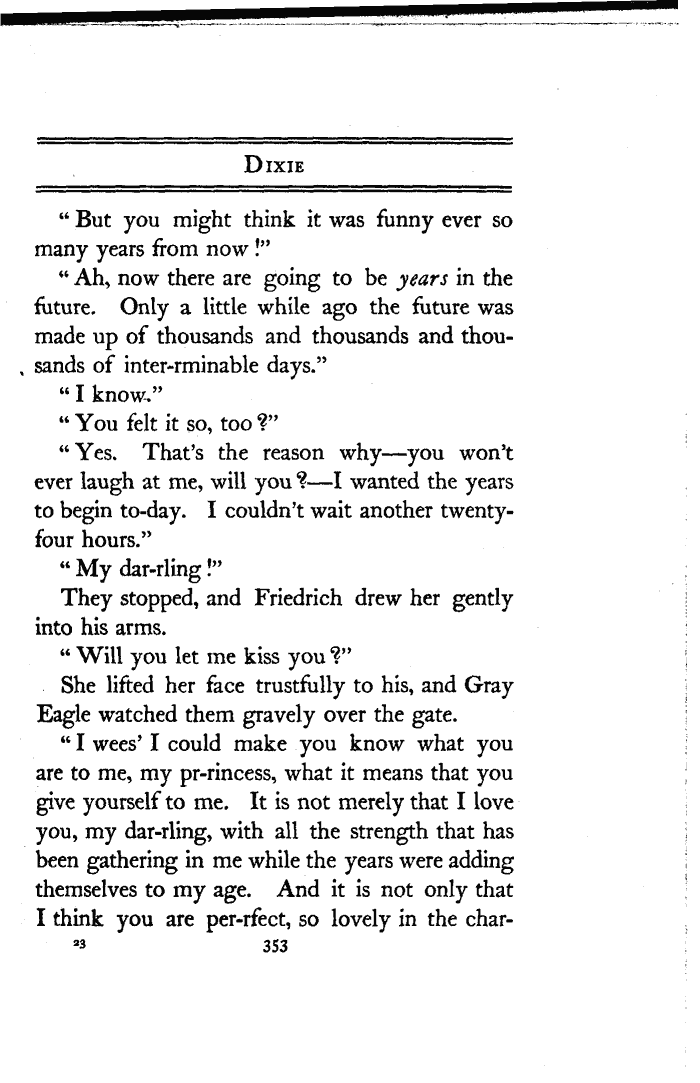 DIXIE
“ But you might think it was funny ever so
many years from now !”
“ Ah, now there are going to be years in the
future. Only a little while ago the future was
made up of thousands and thousands and thou-
sands of inter-rminable days.”
“ I know.”
“ You felt it so, too ?”
“ Yes. That’s the reason why—you won’t
ever laugh at me, will you ?—I wanted the years
to begin to-day. I couldn’t wait another twenty-
four hours.”
“ My dar-rling !”
They stopped, and Friedrich drew her gently
into his arms.
“ Will you let me kiss you ?”
She lifted her face trustfully to his, and Gray
Eagle watched them gravely over the gate.
“ I wees’ I could make you know what you
are to me, my pr-rincess, what it means that you
give yourself to me. It is not merely that I love
you, my dar-rling, with all the strength that has
been gathering in me while the years were adding
themselves to my age. And it is not only that
I think you are per-rfect, so lovely in the char-
23 353